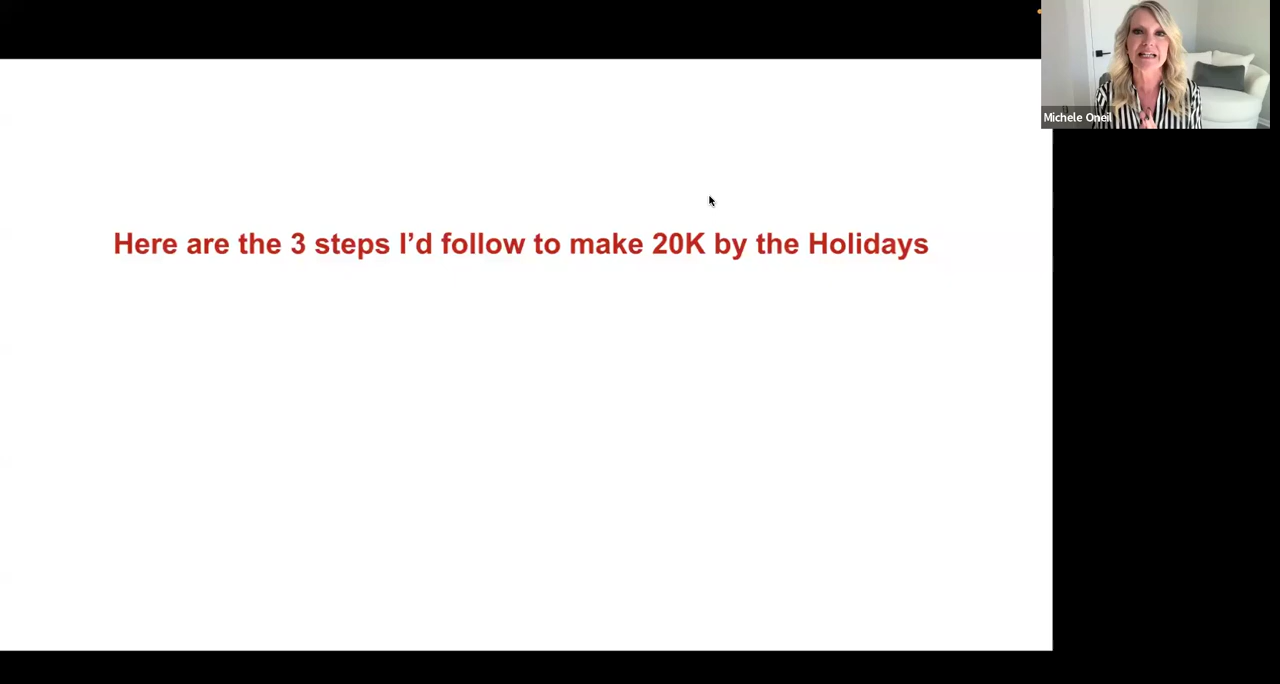 Michele Oneil
Here are the 3 steps I’d follow to make 20K by the Holidays